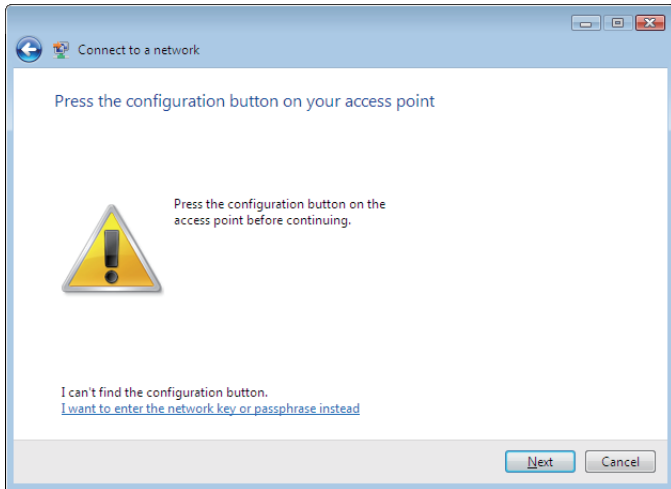 Connect to a network
Press the configuration button on your access point
Press the configuration button on the
access point before continuing.
I can't find the configuration button.
I want to enter the network key or passphrase instead
Next
Cancel